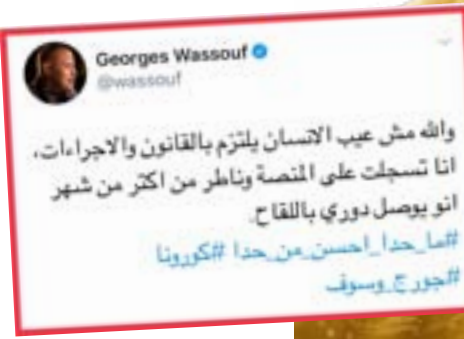 Georges Wassouf
@wassouf
والله مش عيب الانسان يلتزم بالقانون والاجراءات،
انا تسجلت على المنصة وناطر من اكتر من شهر
انو يوصل دوري باللقاح.
#ما_حدا_احسن_من_حدا #كورونا
#جورج_وسوف